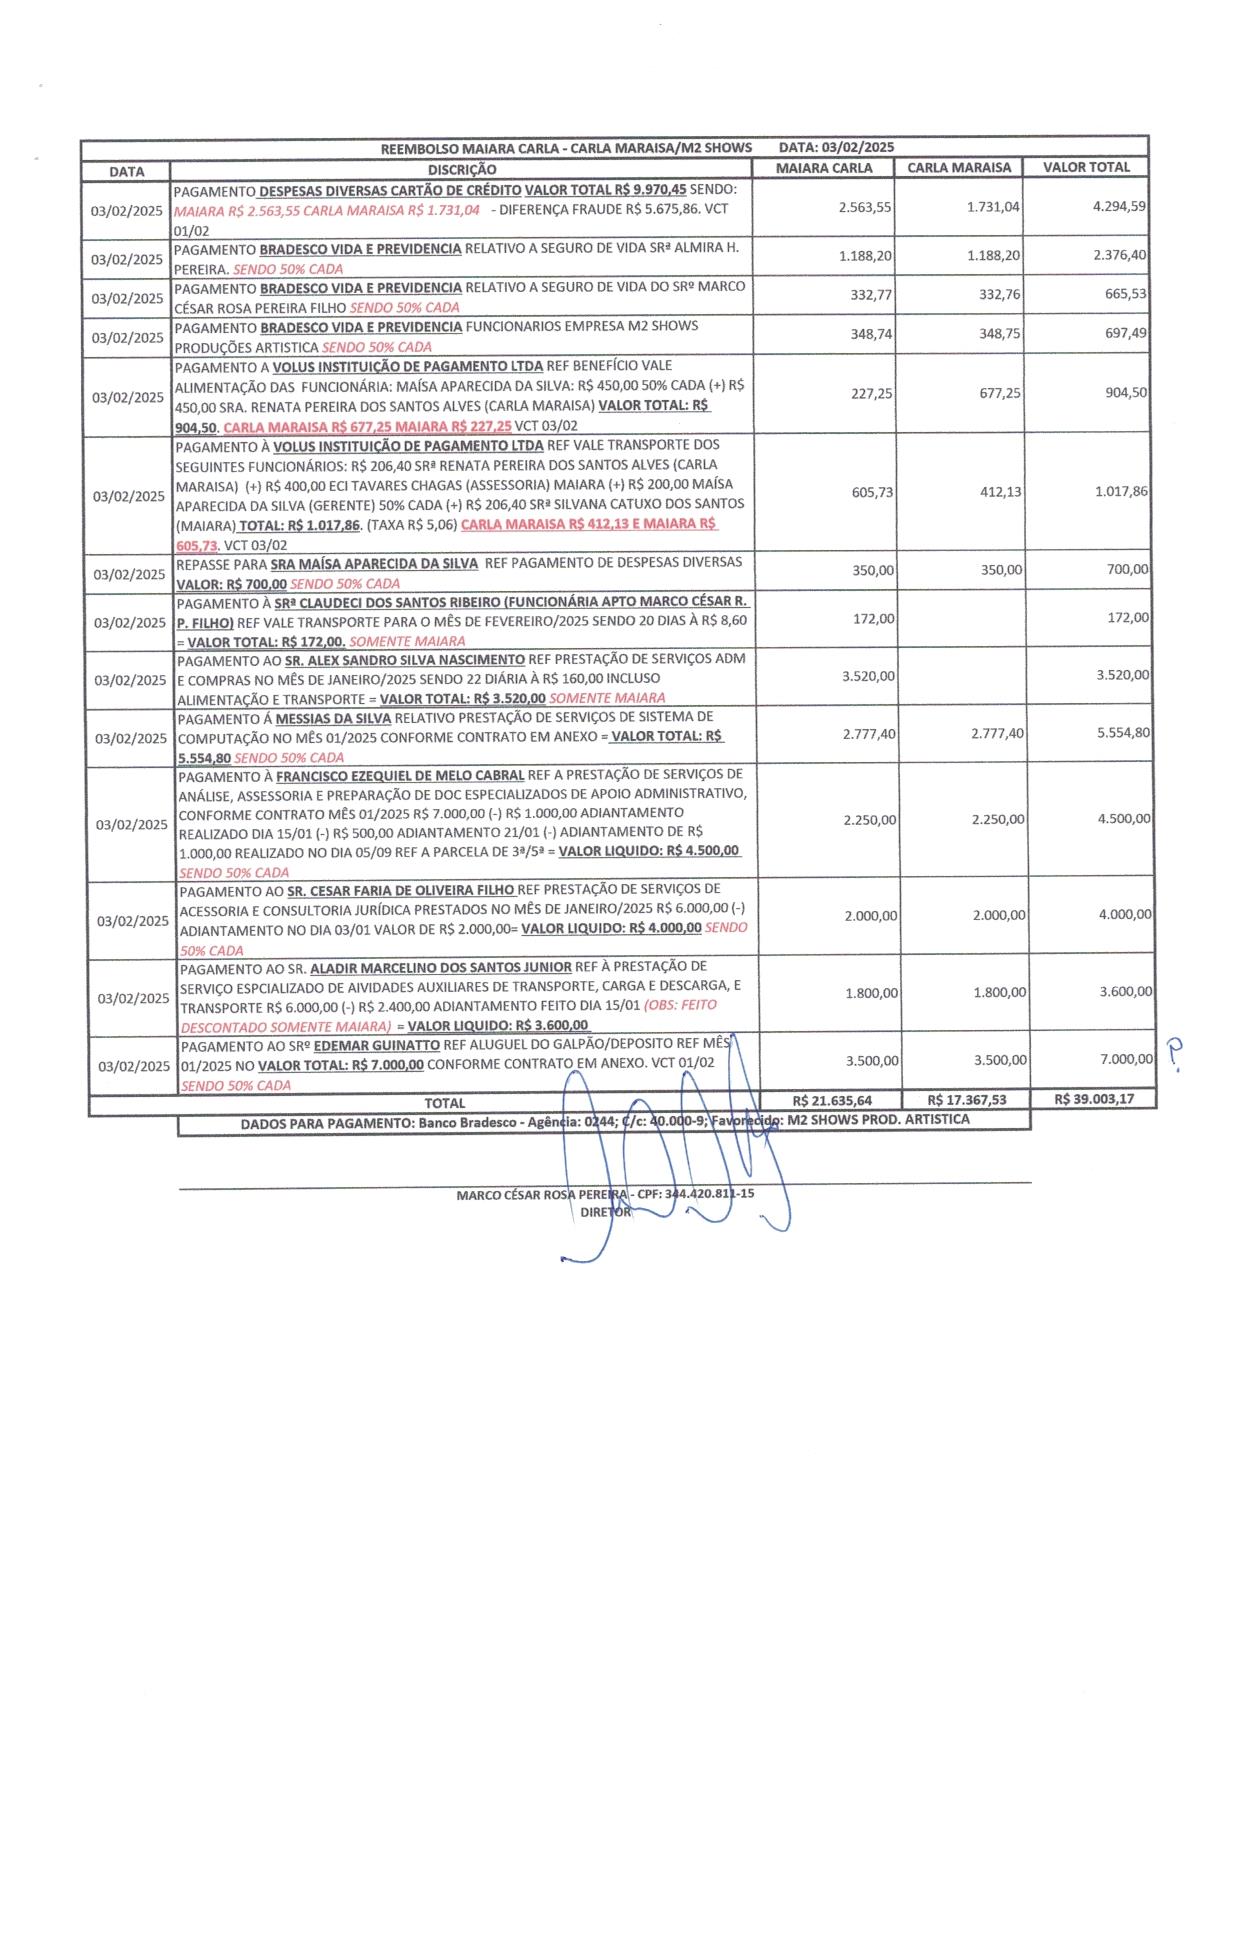 REEMBOLSO MAIARA CARLA - CARLA MARAISA/M2 SHOWS DATA: 03/02/2025
DATA DISCRIÇÃO MAIARA CARLA CARLA MARAISA VALOR TOTAL
PAGAMENTO DESPESAS DIVERSAS CARTÃO DE CRÉDITO VALOR TOTAL R$ 9.970,45 SENDO:
03/02/2025 MAIARA R$ 2.563,55 CARLA MARAISA R$ 1.731,04 - DIFERENÇA FRAUDE R$ 5.675,86. VCT 2.563,55 1.731,04 4.294,59
01/02
PAGAMENTO BRADESCO VIDA E PREVIDENCIA RELATIVO A SEGURO DE VIDA SRª ALMIRA H.
03/02/2025 PEREIRA. SENDO 50% CADA 1.188,20 1.188,20 2.376,40
PAGAMENTO BRADESCO VIDA E PREVIDENCIA RELATIVO A SEGURO DE VIDA DO SRº MARCO
03/02/2025 CÉSAR ROSA PEREIRA FILHO SENDO 50% CADA 332,77 332,76 665,53
PAGAMENTO BRADESCO VIDA E PREVIDENCIA FUNCIONARIOS EMPRESA M2 SHOWS
03/02/2025 PRODUÇÕES ARTISTICA SENDO 50% CADA 348,74 348,75 697,49
PAGAMENTO A VOLUS INSTITUIÇÃO DE PAGAMENTO LTDA REF BENEFÍCIO VALE
ALIMENTAÇÃO DAS FUNCIONÁRIA: MAÍSA APARECIDA DA SILVA: R$ 450,00 50% CADA (+) R$
03/02/2025 450,00 SRA. RENATA PEREIRA DOS SANTOS ALVES (CARLA MARAISA) VALOR TOTAL: R$ 227,25 677,25 904,50
904,50. CARLA MARAISA R$ 677,25 MAIARA R$ 227,25 VCT 03/02
PAGAMENTO À VOLUS INSTITUIÇÃO DE PAGAMENTO LTDA REF VALE TRANSPORTE DOS
SEGUINTES FUNCIONÁRIOS: R$ 206,40 SRª RENATA PEREIRA DOS SANTOS ALVES (CARLA
MARAISA) (+) R$ 400,00 ECI TAVARES CHAGAS (ASSESSORIA) MAIARA (+) R$ 200,00 MAÍSA
03/02/2025 APARECIDA DA SILVA (GERENTE) 50% CADA (+) R$ 206,40 SRª SILVANA CATUXO DOS SANTOS 605,73 412,13 1.017,86
(MAIARA) TOTAL: R$ 1.017,86. (TAXA R$ 5,06) CARLA MARAISA R$ 412,13 E MAIARA R$
605,73. VCT 03/02
REPASSE PARA SRA MAÍSA APARECIDA DA SILVA REF PAGAMENTO DE DESPESAS DIVERSAS
03/02/2025 VALOR: R$ 700,00 SENDO 50% CADA 350,00 350,00 700,00
PAGAMENTO À SRª CLAUDECI DOS SANTOS RIBEIRO (FUNCIONÁRIA APTO MARCO CÉSAR R.
03/02/2025 P. FILHO) REF VALE TRANSPORTE PARA O MÊS DE FEVEREIRO/2025 SENDO 20 DIAS À R$ 8,60 172,00 172,00
= VALOR TOTAL: R$ 172,00. SOMENTE MAIARA
PAGAMENTO AO SR. ALEX SANDRO SILVA NASCIMENTO REF PRESTAÇÃO DE SERVIÇOS ADM
03/02/2025 E COMPRAS NO MÊS DE JANEIRO/2025 SENDO 22 DIÁRIA À R$ 160,00 INCLUSO 3.520,00 3.520,00
ALIMENTAÇÃO E TRANSPORTE = VALOR TOTAL: R$ 3.520,00 SOMENTE MAIARA
PAGAMENTO Á MESSIAS DA SILVA RELATIVO PRESTAÇÃO DE SERVIÇOS DE SISTEMA DE
03/02/2025 COMPUTAÇÃO NO MÊS 01/2025 CONFORME CONTRATO EM ANEXO = VALOR TOTAL: R$ 2.777,40 2.777,40 5.554,80
5.554,80 SENDO 50% CADA
PAGAMENTO À FRANCISCO EZEQUIEL DE MELO CABRAL REF A PRESTAÇÃO DE SERVIÇOS DE
ANÁLISE, ASSESSORIA E PREPARAÇÃO DE DOC ESPECIALIZADOS DE APOIO ADMINISTRATIVO,
CONFORME CONTRATO MÊS 01/2025 R$ 7.000,00 (-) R$ 1.000,00 ADIANTAMENTO
03/02/2025 REALIZADO DIA 15/01 (-) R$ 500,00 ADIANTAMENTO 21/01 (-) ADIANTAMENTO DE R$ 2.250,00 2.250,00 4.500,00
1.000,00 REALIZADO NO DIA 05/09 REF A PARCELA DE 3ª/5ª = VALOR LIQUIDO: R$ 4.500,00
SENDO 50% CADA
PAGAMENTO AO SR. CESAR FARIA DE OLIVEIRA FILHO REF PRESTAÇÃO DE SERVIÇOS DE
ACESSORIA E CONSULTORIA JURÍDICA PRESTADOS NO MÊS DE JANEIRO/2025 R$ 6.000,00 (-)
03/02/2025 ADIANTAMENTO NO DIA 03/01 VALOR DE R$ 2.000,00= VALOR LIQUIDO: R$ 4.000,00 SENDO 2.000,00 2.000,00 4.000,00
50% CADA
PAGAMENTO AO SR. ALADIR MARCELINO DOS SANTOS JUNIOR REF À PRESTAÇÃO DE
SERVIÇO ESPCIALIZADO DE AIVIDADES AUXILIARES DE TRANSPORTE, CARGA E DESCARGA, E
03/02/2025 TRANSPORTE R$ 6.000,00 (-) R$ 2.400,00 ADIANTAMENTO FEITO DIA 15/01 (OBS: FEITO 1.800,00 1.800,00 3.600,00
DESCONTADO SOMENTE MAIARA) = VALOR LIQUIDO: R$ 3.600,00
PAGAMENTO AO SRº EDEMAR GUINATTO REF ALUGUEL DO GALPÃO/DEPOSITO REF MÊS
03/02/2025 01/2025 NO VALOR TOTAL: R$ 7.000,00 CONFORME CONTRATO EM ANEXO. VCT 01/02 3.500,00 3.500,00 7.000,00
SENDO 50% CADA
TOTAL R$ 21.635,64 R$ 17.367,53 R$ 39.003,17
DADOS PARA PAGAMENTO: Banco Bradesco - Agência: 0244; C/c: 40.000-9; Favorecido: M2 SHOWS PROD. ARTISTICA
MARCO CÉSAR ROSA PEREIRA - CPF: 344.420.811-15
DIRETOR